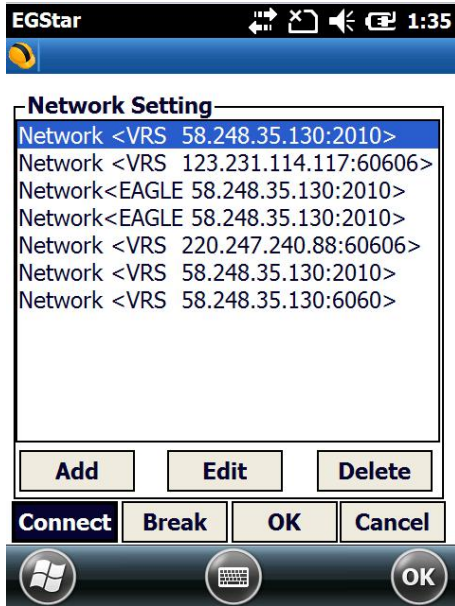 EGStar 1:35
Network Setting
Network <VRS  58.248.35.130:2010>
Network <VRS  123.231.114.117:60606>
Network<EAGLE 58.248.35.130:2010>
Network<EAGLE 58.248.35.130:2010>
Network <VRS  220.247.240.88:60606>
Network <VRS  58.248.35.130:2010>
Network <VRS  58.248.35.130:6060>
Add Edit Delete
Connect Break OK Cancel
OK